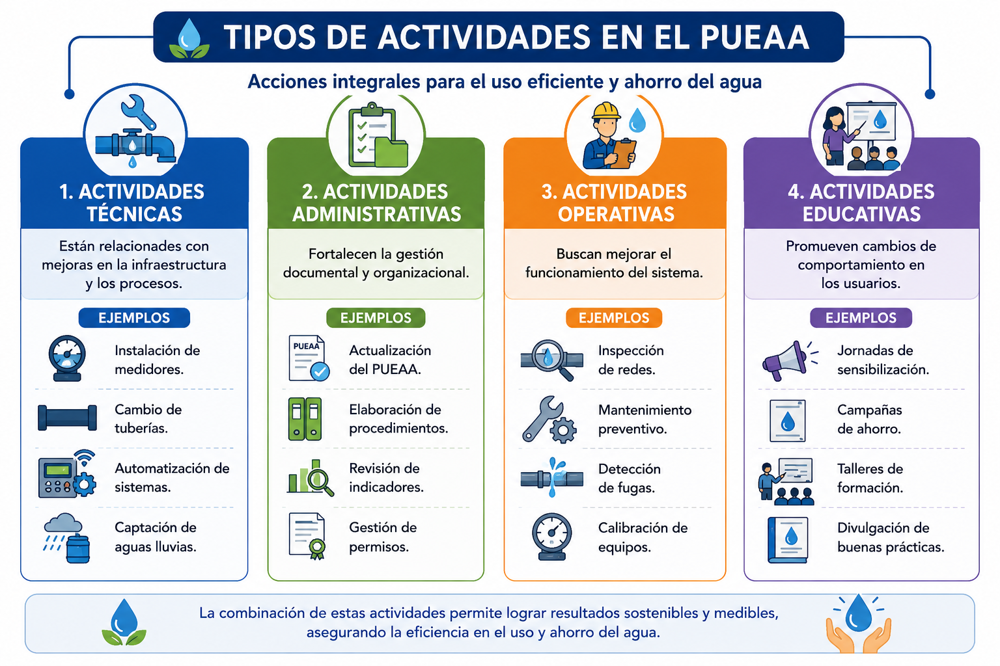 TIPOS DE ACTIVIDADES EN EL PUEAA
Acciones integrales para el uso eficiente y ahorro del agua
1. ACTIVIDADES
TÉCNICAS
Están relacionades con
mejoras en la infraestructura
y los procesos.
EJEMPLOS
Instalación de
medidores.
Cambio de
tuberías.
Automatización de
sistemas.
Captación de
aguas lluvias.
2. ACTIVIDADES
ADMINISTRATIVAS
Fortalecen la gestión
documental y organizacional.
EJEMPLOS
PUEAA
Actualización
del PUEAA.
Elaboración de
procedimientos.
Revisión de
indicadores.
Gestión de
permisos.
3. ACTIVIDADES
OPERATIVAS
Buscan mejorar el
funcionamiento del sistema.
EJEMPLOS
Inspección
de redes.
Mantenimiento
preventivo.
Detección
de fugas.
Calibración de
equipos.
4. ACTIVIDADES
EDUCATIVAS
Promueven cambios de
comportamiento en
los usuarios.
EJEMPLOS
Jornadas de
sensibilización.
Campañas
de ahorro.
Talleres de
formación.
Divulgación de
buenas prácticas.
La combinación de estas actividades permite lograr resultados sostenibles y medibles,
asegurando la eficiencia en el uso y ahorro del agua.